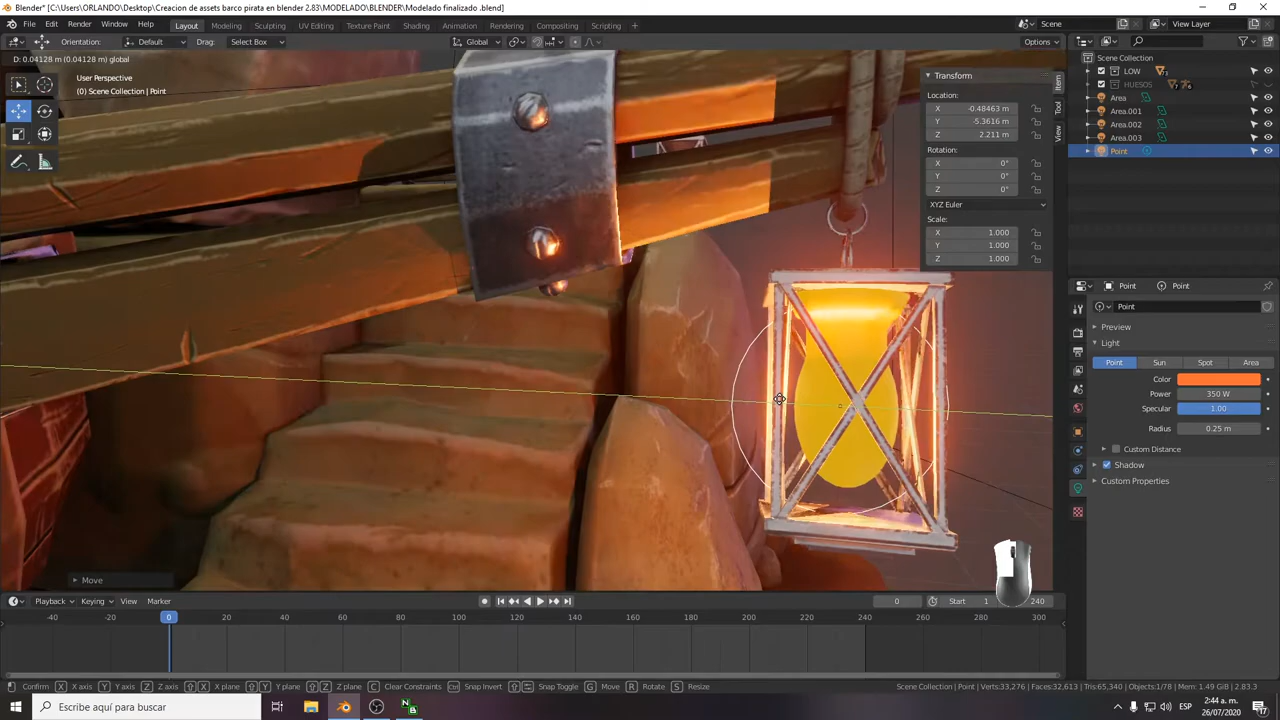 Blender* [C:\Users\ORLANDO\Desktop\Creacion de assets barco pirata en blender 2.83\MODELADO\BLENDER\Modelado finalizado .blend]
File Edit Render Window Help Layout Modeling Sculpting UV Editing Texture Paint Shading Animation Rendering Compositing Scripting + Scene View Layer
Orientation: Default Drag: Select Box Global Options
D: 0.04128 m (0.04128 m) global
User Perspective
(0) Scene Collection | Point
Transform
Location:
X -0.48463 m
Y -5.3616 m
Z 2.211 m
Rotation:
X 0°
Y 0°
Z 0°
XYZ Euler
Scale:
X 1.000
Y 1.000
Z 1.000
Item
Tool
View
Scene Collection
LOW
HUESOS
Area
Area.001
Area.002
Area.003
Point
Point Point
Point
Preview
Light
Point Sun Spot Area
Color
Power 350 W
Specular 1.00
Radius 0.25 m
Custom Distance
Shadow
Custom Properties
Move
Playback Keying View Marker 0 Start 1 240
-40 -20 0 20 40 60 80 100 120 140 160 180 200 220 240 260 280 300
Confirm X X axis Y Y axis Z Z axis X X plane Y Y plane Z Z plane C Clear Constraints Ctrl Snap Invert Snap Toggle G Move R Rotate S Resize Scene Collection | Point | Verts:33,276 | Faces:32,613 | Tris:65,340 | Objects:1/78 | Mem: 1.49 GiB | 2.83.3
Escribe aquí para buscar
ESP
2:44 a. m.
26/07/2020
17